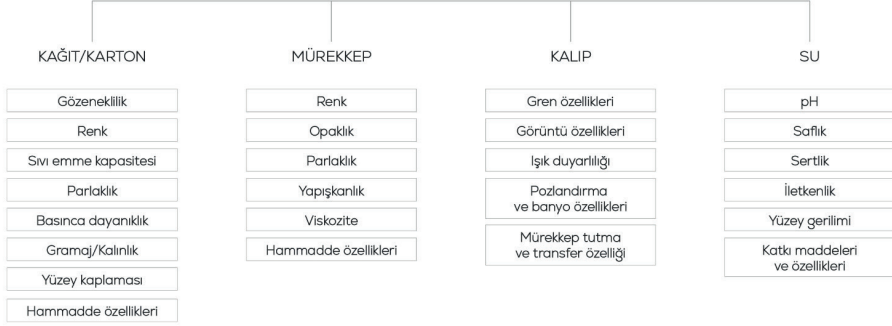 KAĞIT/KARTON
Gözeneklilik
Renk
Sıvı emme kapasitesi
Parlaklık
Basınca dayanıklık
Gramaj/Kalınlık
Yüzey kaplaması
Hammadde özellikleri
MÜREKKEP
Renk
Opaklık
Parlaklık
Yapışkanlık
Viskozite
Hammadde özellikleri
KALIP
Gren özellikleri
Görüntü özellikleri
Işık duyarlılığı
Pozlandırma
ve banyo özellikleri
Mürekkep tutma
ve transfer özelliği
SU
pH
Saflık
Sertlik
İletkenlik
Yüzey gerilimi
Katkı maddeleri
ve özellikleri